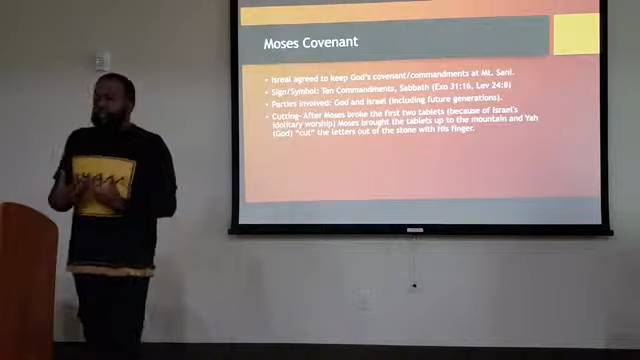 Moses Covenant
• Isreal agreed to keep God's covenant/commandments at Mt. Sani.
• Sign/Symbol: Ten Commandments, Sabbath (Exo 31:16, Lev 24:8)
• Parties involved: God and Israel (including future generations).
• Cutting- After Moses broke the first two tablets (because of Israel's
idolitary worship) Moses brought the tablets up to the mountain and Yah
(God) "cut" the letters out of the stone with His finger.